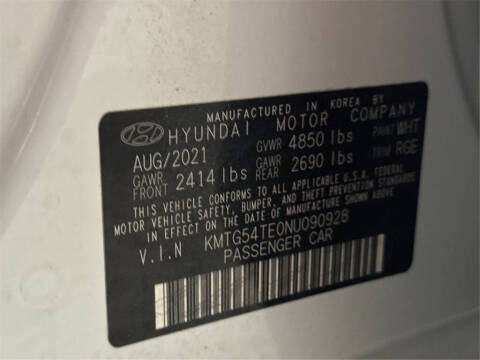 MANUFACTURED IN KOREA BY
HYUNDAI MOTOR COMPANY
AUG/2021 GVWR 4850 lbs PAINT WHT
GAWR FRONT 2414 lbs GAWR REAR 2690 lbs TRIM RGE
THIS VEHICLE CONFORMS TO ALL APPLICABLE U.S.A. FEDERAL
MOTOR VEHICLE SAFETY, BUMPER, AND THEFT PREVENTION STANDARDS
IN EFFECT ON THE DATE OF MANUFACTURE SHOWN ABOVE.
V.I.N KMTG54TE0NU090928
PASSENGER CAR